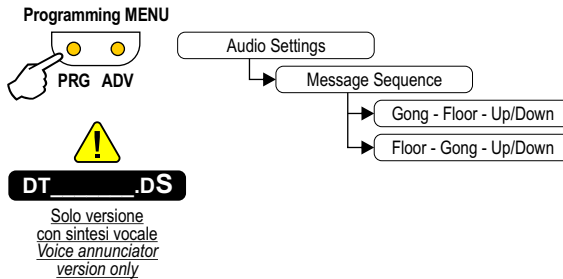 Programming MENU
PRG ADV
Audio Settings
Message Sequence
Gong - Floor - Up/Down
Floor - Gong - Up/Down
!
DT_______.DS
Solo versione
con sintesi vocale
Voice annunciator
version only